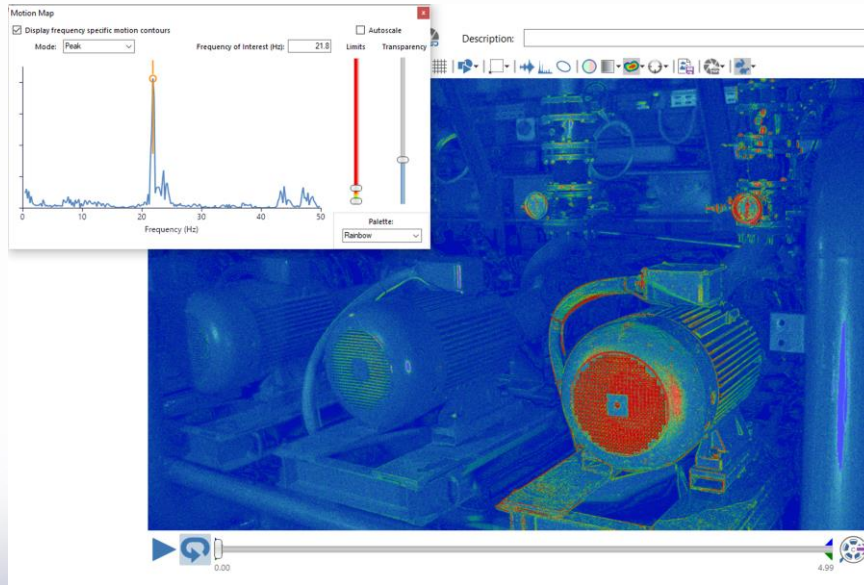 Motion Map
Display frequency specific motion contours
Autoscale
Mode: Peak
Frequency of Interest (Hz): 21.8
Limits
Transparency
0 10 20 30 40 50
Frequency (Hz)
Palette:
Rainbow
Description:
0.00
4.99